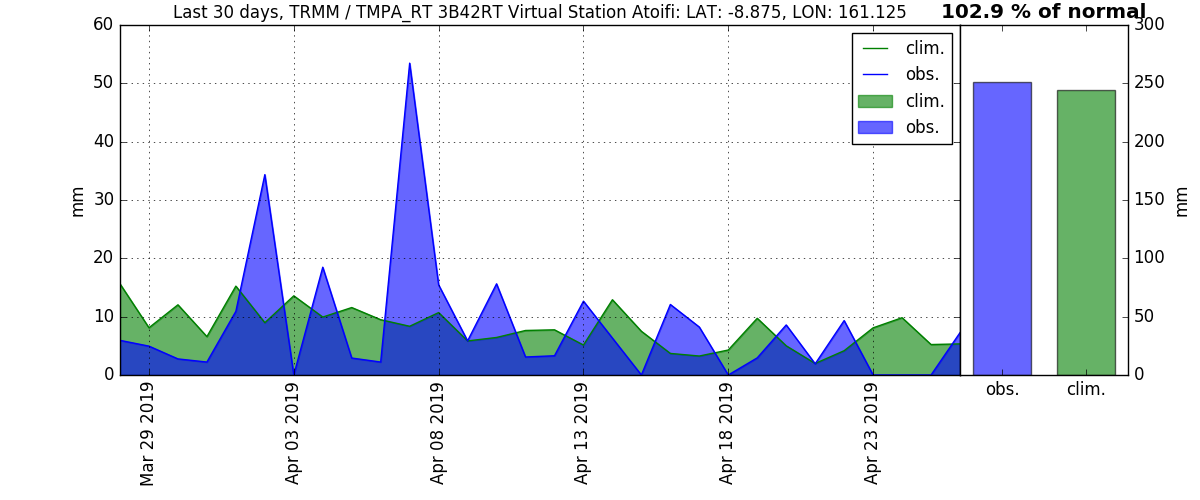 Last 30 days, TRMM / TMPA_RT 3B42RT Virtual Station Atoifi: LAT: -8.875, LON: 161.125
102.9 % of normal
60
50
40
30
20
10
0
mm
clim.
obs.
clim.
obs.
300
250
200
150
100
50
0
mm
Mar 29 2019
Apr 03 2019
Apr 08 2019
Apr 13 2019
Apr 18 2019
Apr 23 2019
obs.
clim.